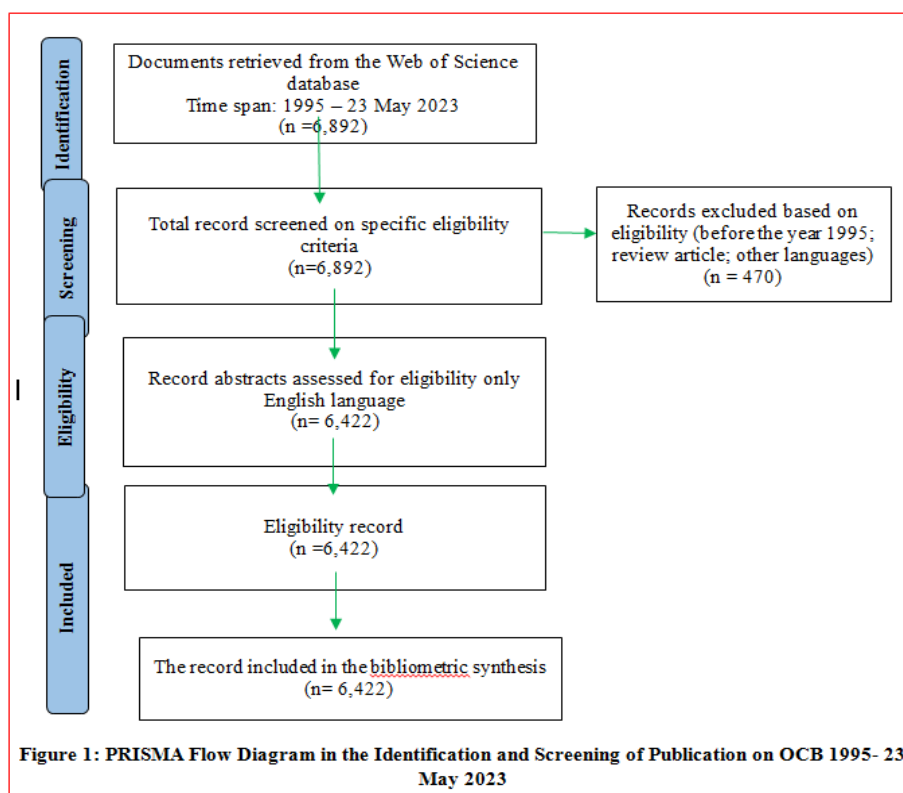 Identification
Documents retrieved from the Web of Science
database
Time span: 1995 – 23 May 2023
(n =6,892)
Screening
Total record screened on specific eligibility
criteria
(n=6,892)
Records excluded based on
eligibility (before the year 1995;
review article; other languages)
(n = 470)
Eligibility
Record abstracts assessed for eligibility only
English language
(n= 6,422)
Included
Eligibility record
(n =6,422)
The record included in the bibliometric synthesis
(n= 6,422)
Figure 1: PRISMA Flow Diagram in the Identification and Screening of Publication on OCB 1995- 23
May 2023